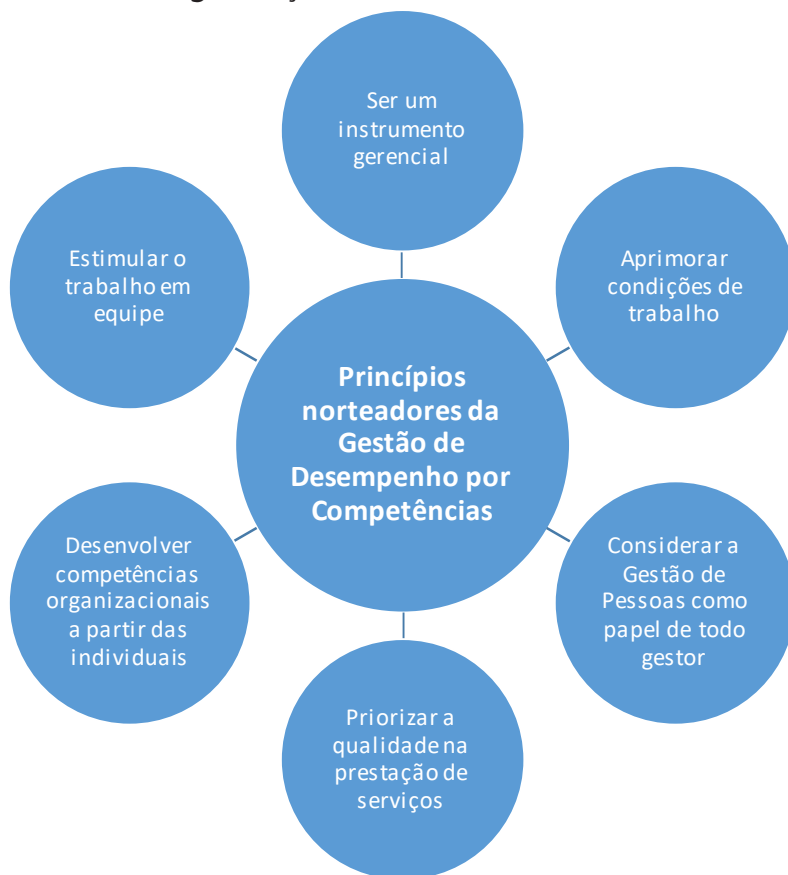 Ser um
instrumento
gerencial
Aprimorar
condições de
trabalho
Considerar a
Gestão de
Pessoas como
papel de todo
gestor
Priorizar a
qualidade na
prestação de
serviços
Desenvolver
competências
organizacionais
a partir das
individuais
Estimular o
trabalho em
equipe
Princípios
norteadores da
Gestão de
Desempenho por
Competências